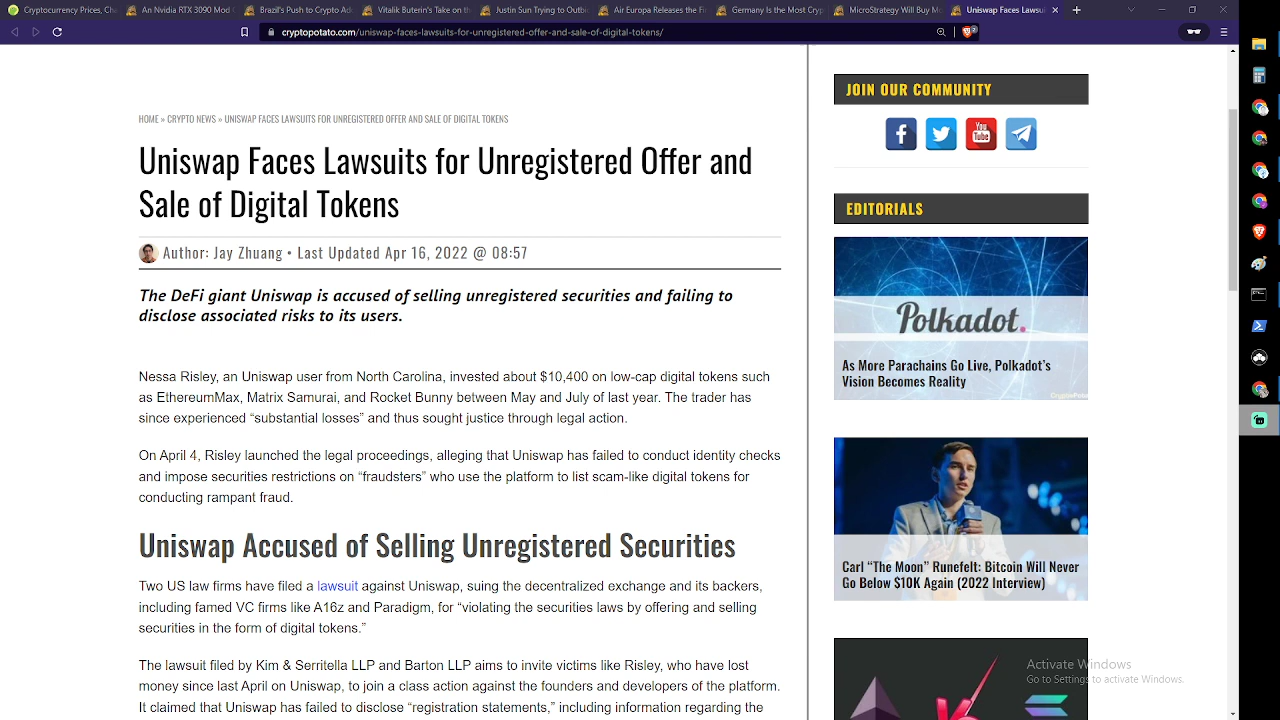 Cryptocurrency Prices, Ch
An Nvidia RTX 3090 Mod C
Brazil's Push to Crypto
Vitalik Buterin's Take on th
Justin Sun Trying to Outb
Air Europa Releases the Fi
Germany Is the Most Cryp
MicroStrategy Will Buy M
Uniswap Faces
cryptopotato.com/uniswap-faces-lawsuits-for-unregistered-offer-and-sale-of-digital-tokens/
HOME » CRYPTO NEWS » UNISWAP FACES LAWSUITS FOR UNREGISTERED OFFER AND SALE OF DIGITAL TOKENS
Uniswap Faces Lawsuits for Unregistered Offer and
Sale of Digital Tokens
Author: Jay Zhuang • Last Updated Apr 16, 2022 @ 08:57
The DeFi giant Uniswap is accused of selling unregistered securities and failing to
disclose associated risks to its users.
Nessa Risley, an Uniswap user from North Carolina, invested about $10,400 on low-cap digital tokens such
as EthereumMax, Matrix Samurai, and Rocket Bunny between May and July of last year. The trader has
since experienced “substantial losses” and thus sought justice through legal action.
On April 4, Risley launched the legal proceedings, alleging that Uniswap has failed to conduct identity checks
and impose securities restrictions on “fraudsters” who use the platform to list scam-like digital tokens for
conducting rampant fraud.
Uniswap Accused of Selling Unregistered Securities
Two US law firms have filed a lawsuit against Uniswap, suing the decentralized exchange and its backers,
including famed VC firms like A16z and Paradigm, for “violating the securities laws by offering and selling
securities in the form of digital tokens.”
The lawsuit filed by Kim & Serritella LLP and Barton LLP aims to invite victims like Risley, who have lost
money since last April on Uniswap, to join a class action against the founders and developers of the platform.
It claimed that Uniswap has failed to disclose “registration statements,” including information regarding the
JOIN OUR COMMUNITY
You
Tube
EDITORIALS
Polkadot.
As More Parachains Go Live, Polkadot’s
Vision Becomes Reality
Carl “The Moon” Runefelt: Bitcoin Will Never
Go Below $10K Again (2022 Interview)
Activate Windows
Go to Settings to activate Windows.